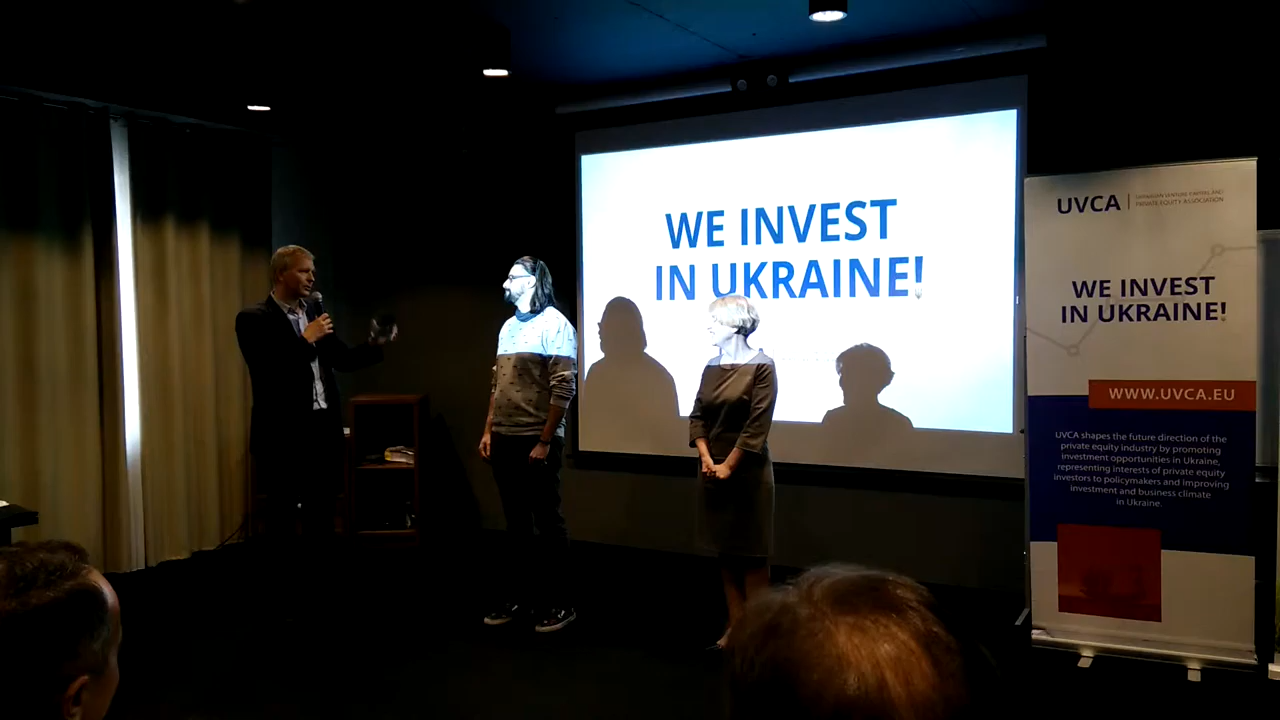 WE INVEST
IN UKRAINE!
UVCA
UKRAINIAN VENTURE CAPITAL AND
PRIVATE EQUITY ASSOCIATION
WE INVEST
IN UKRAINE!
WWW.UVCA.EU
UVCA shapes the future direction of the
private equity industry by promoting
investment opportunities in Ukraine,
representing interests of private equity
investors to policymakers and improving
investment and business climate
in Ukraine.